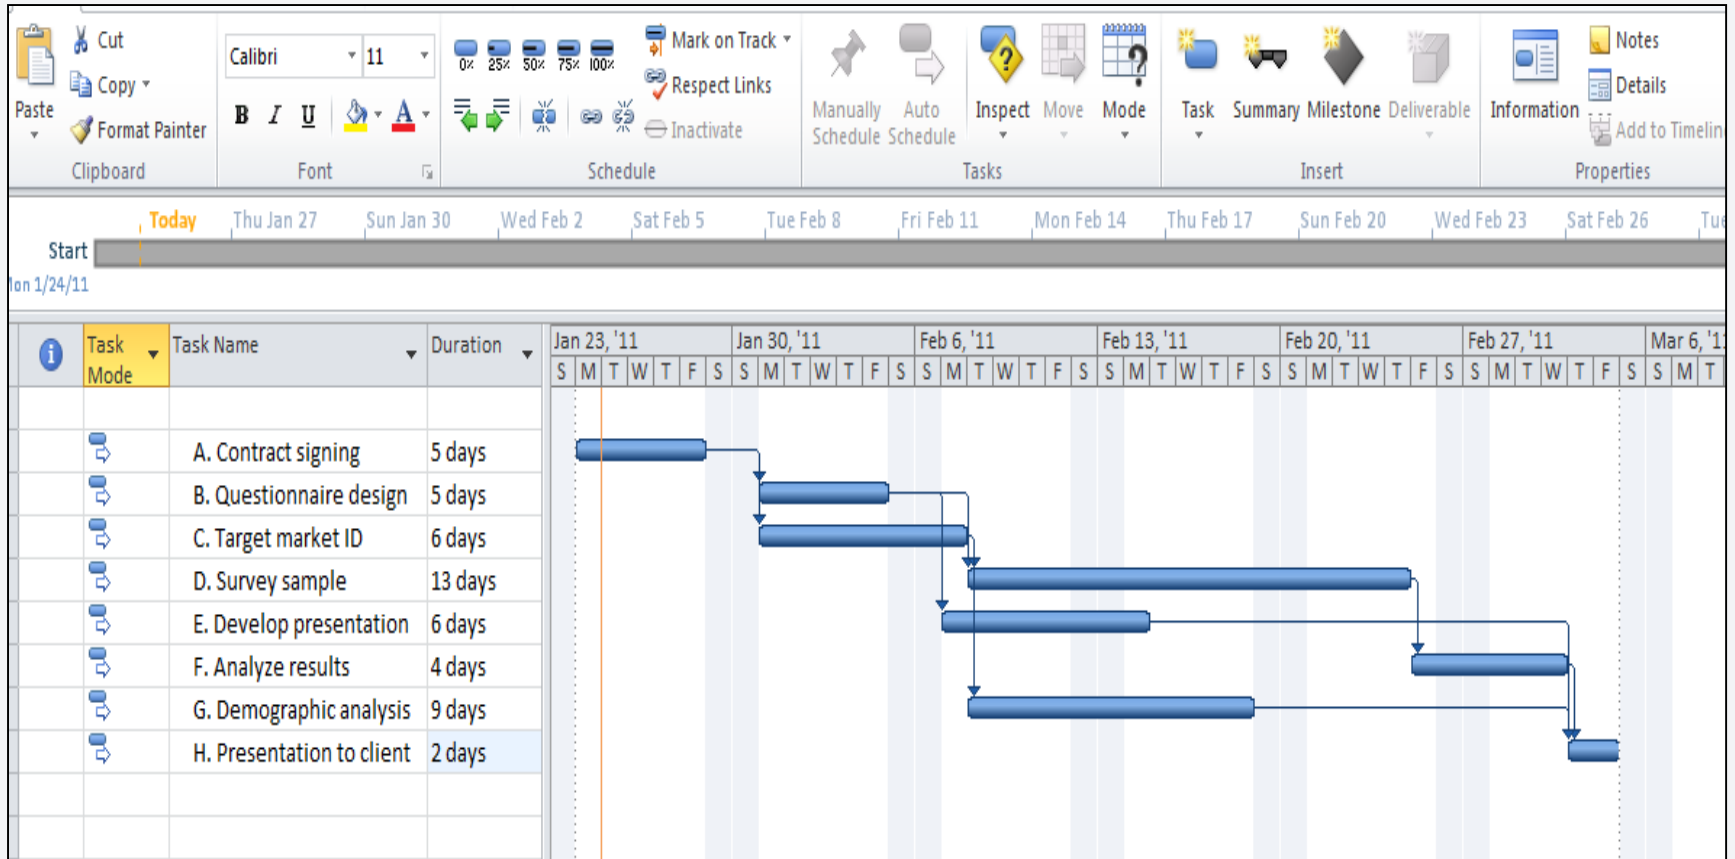 Cut
Copy
Paste
Format Painter
Clipboard
Calibri
11
B I U A
Font
0% 25% 50% 75% 100%
Mark on Track
Respect Links
Inactivate
Schedule
Manually Schedule
Auto Schedule
Inspect
Move
Mode
Tasks
Task
Summary
Milestone
Deliverable
Insert
Information
Notes
Details
Add to Timelin
Properties
Today Thu Jan 27 Sun Jan 30 Wed Feb 2 Sat Feb 5 Tue Feb 8 Fri Feb 11 Mon Feb 14 Thu Feb 17 Sun Feb 20 Wed Feb 23 Sat Feb 26 Tue
Start
Mon 1/24/11
Task Mode
Task Name
Duration
Jan 23, '11 Jan 30, '11 Feb 6, '11 Feb 13, '11 Feb 20, '11 Feb 27, '11 Mar 6, '11
S M T W T F S S M T W T F S S M T W T F S S M T W T F S S M T W T F S S M T W T F S S M T
A. Contract signing 5 days
B. Questionnaire design 5 days
C. Target market ID 6 days
D. Survey sample 13 days
E. Develop presentation 6 days
F. Analyze results 4 days
G. Demographic analysis 9 days
H. Presentation to client 2 days